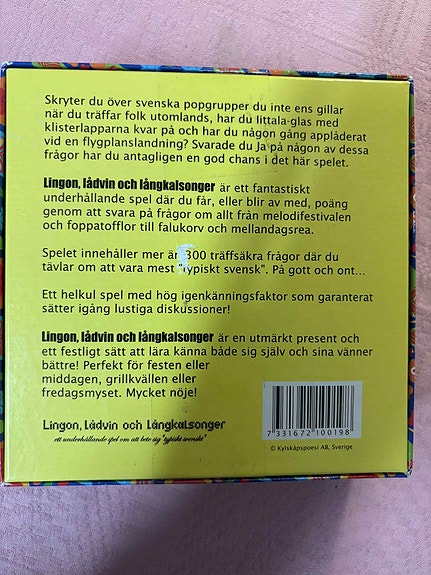 Skryter du över svenska popgrupper du inte ens gillar
när du träffar folk utomlands, har du Iittala-glas med
klisterlapparna kvar på och har du någon gång applåderat
vid en flygplanslandning? Svarade du Ja på någon av dessa
frågor har du antagligen en god chans i det här spelet.
Lingon, lådvin och långkalsonger är ett fantastiskt
underhållande spel där du får, eller blir av med, poäng
genom att svara på frågor om allt från melodifestivalen
och foppatofflor till falukorv och mellandagsrea.
Spelet innehåller mer än 300 träffsäkra frågor där du
tävlar om att vara mest "typiskt svensk". På gott och ont...
Ett helkul spel med hög igenkänningsfaktor som garanterat
sätter igång lustiga diskussioner!
Lingon, lådvin och långkalsonger är en utmärkt present och
ett festligt sätt att lära känna både sig själv och sina vänner
bättre! Perfekt för festen eller
middagen, grillkvällen eller
fredagsmyset. Mycket nöje!
Lingon, Lådvin och Långkalsonger
ett underhållande spel om att bete sig "typiskt svenskt"
7 331672 100198
© Kylskåpspoesi AB, Sverige